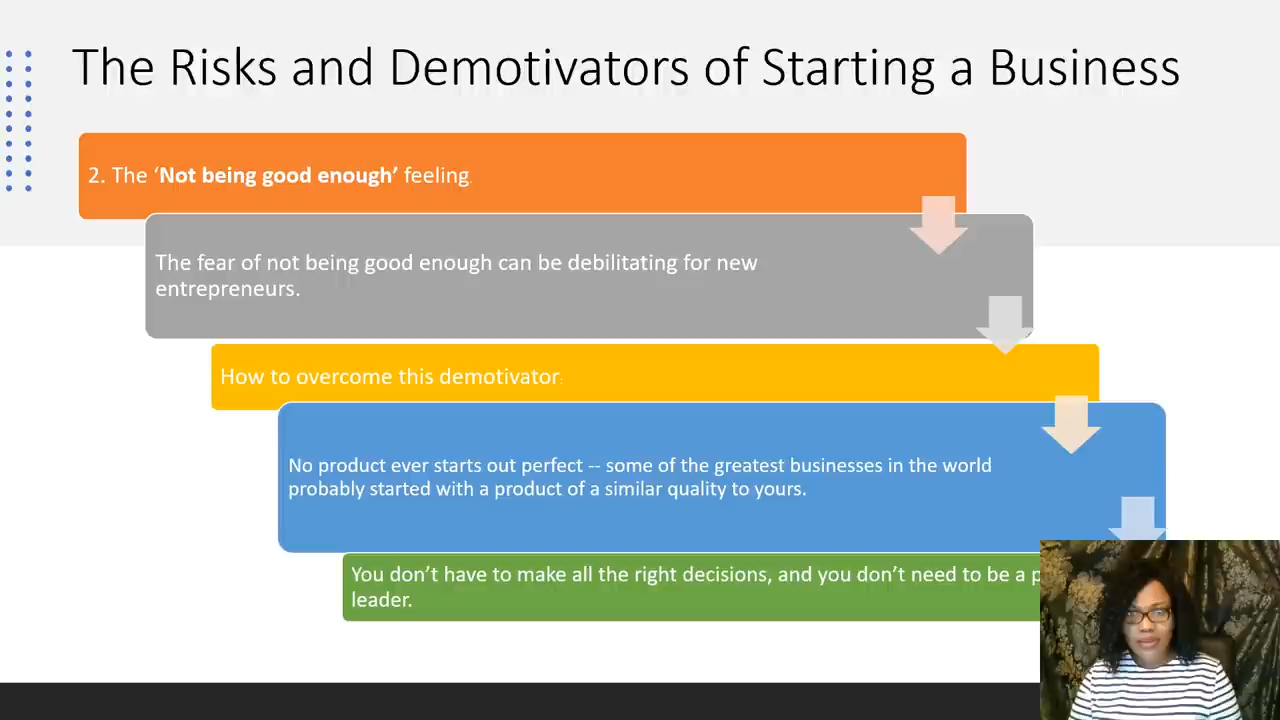 The Risks and Demotivators of Starting a Business
2. The ‘Not being good enough’ feeling.
The fear of not being good enough can be debilitating for new
entrepreneurs.
How to overcome this demotivator:
No product ever starts out perfect -- some of the greatest businesses in the world
probably started with a product of a similar quality to yours.
You don’t have to make all the right decisions, and you don’t need to be a
leader.